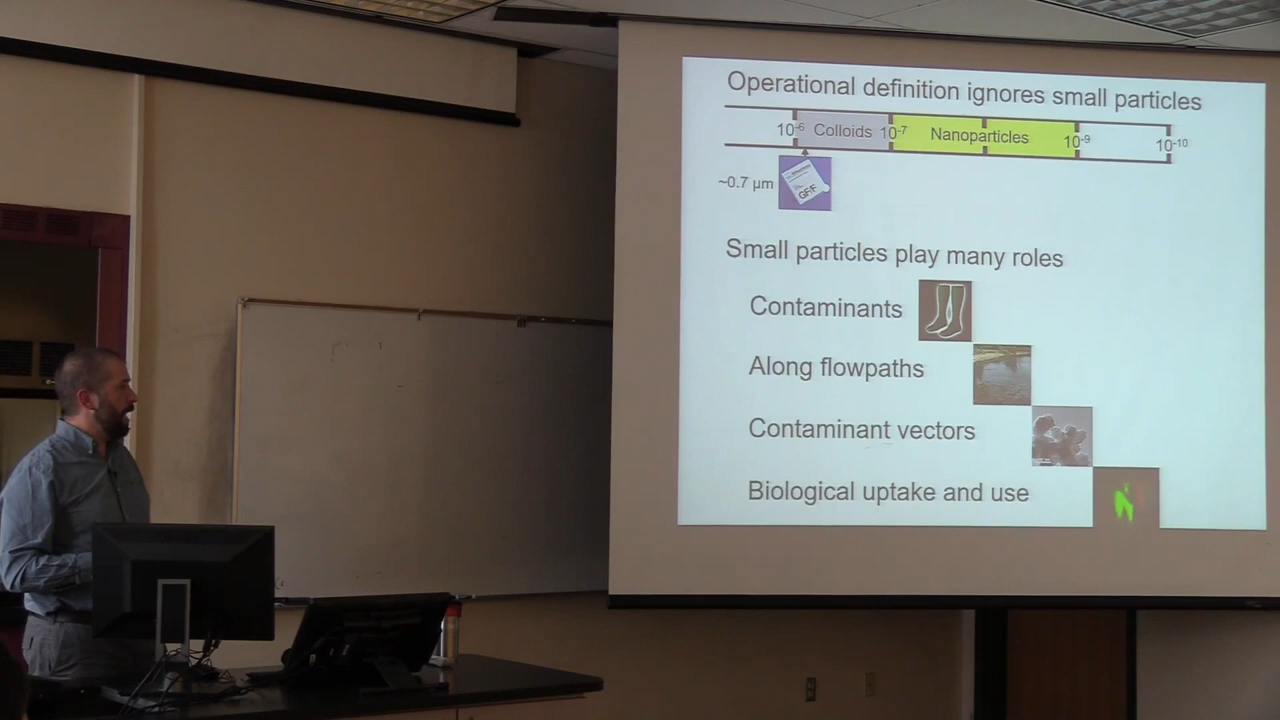 Operational definition ignores small particles
10-6 Colloids 10-7 Nanoparticles 10-9 10-10
~0.7 µm
GF/F
Small particles play many roles
Contaminants
Along flowpaths
Contaminant vectors
Biological uptake and use